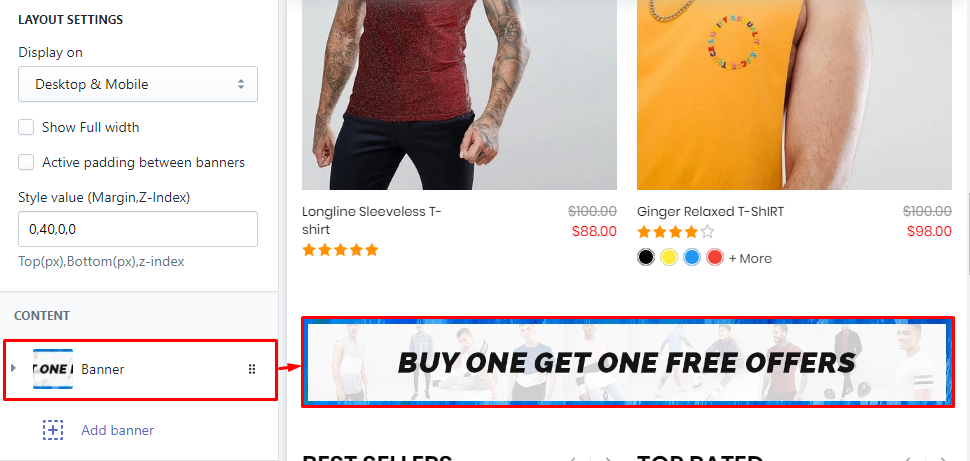 LAYOUT SETTINGS
Display on
Desktop & Mobile
Show Full width
Active padding between banners
Style value (Margin,Z-Index)
0,40,0,0
Top(px),Bottom(px),z-index
CONTENT
T ONE I
Banner
Add banner
Longline Sleeveless T-
shirt
$100.00
$88.00
Ginger Relaxed T-ShIRT
$100.00
$98.00
+ More
BUY ONE GET ONE FREE OFFERS
BEST SELLERS
TOP RATED